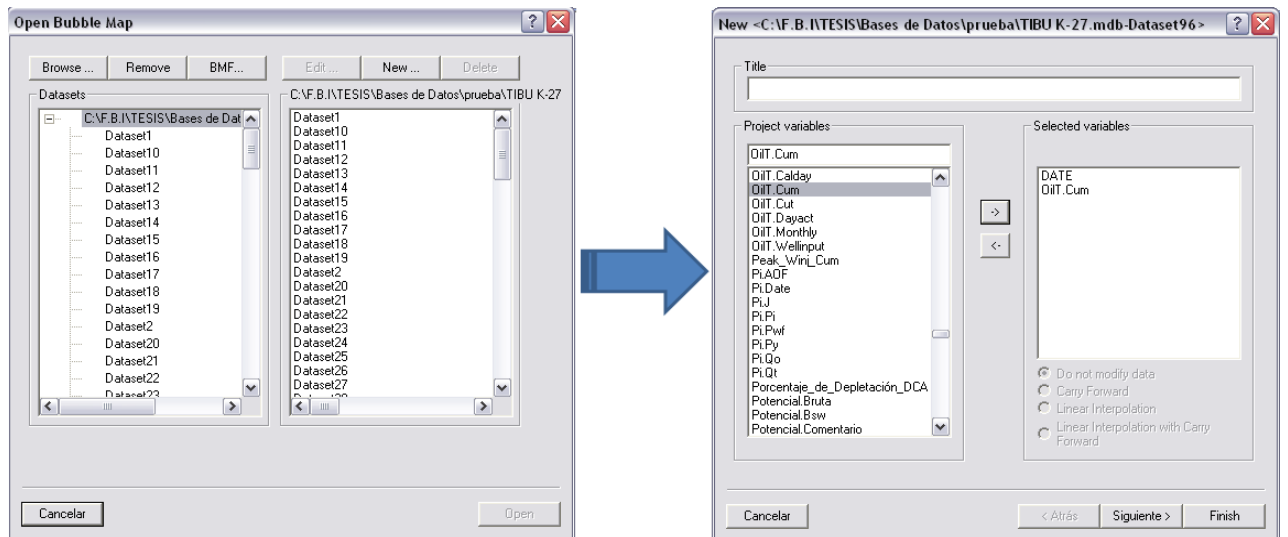 Open Bubble Map
Browse ...
Remove
BMF...
Edit ...
New ...
Delete
Datasets
C:\F.B.I\TESIS\Bases de Dat
Dataset1
Dataset10
Dataset11
Dataset12
Dataset13
Dataset14
Dataset15
Dataset16
Dataset17
Dataset18
Dataset19
Dataset2
Dataset20
Dataset21
Dataset22
Dataset23
C:\F.B.I\TESIS\Bases de Datos\prueba\TIBU K-27
Dataset1
Dataset10
Dataset11
Dataset12
Dataset13
Dataset14
Dataset15
Dataset16
Dataset17
Dataset18
Dataset19
Dataset2
Dataset20
Dataset21
Dataset22
Dataset23
Dataset24
Dataset25
Dataset26
Dataset27
Cancelar
Open
New <C:\F.B.I\TESIS\Bases de Datos\prueba\TIBU K-27.mdb-Dataset96>
Title
Project variables
OilT.Cum
OilT.Calday
OilT.Cum
OilT.Cut
OilT.Dayact
OilT.Monthly
OilT.Wellinput
Peak_Winj_Cum
Pi.AOF
Pi.Date
Pi.J
Pi.Pi
Pi.Pwf
Pi.Py
Pi.Qo
Pi.Qt
Porcentaje_de_Depletación_DCA
Potencial.Bruta
Potencial.Bsw
Potencial.Comentario
->
<-
Selected variables
DATE
OilT.Cum
Do not modify data
Carry Forward
Linear Interpolation
Linear Interpolation with Carry
Forward
Cancelar
< Atrás
Siguiente >
Finish